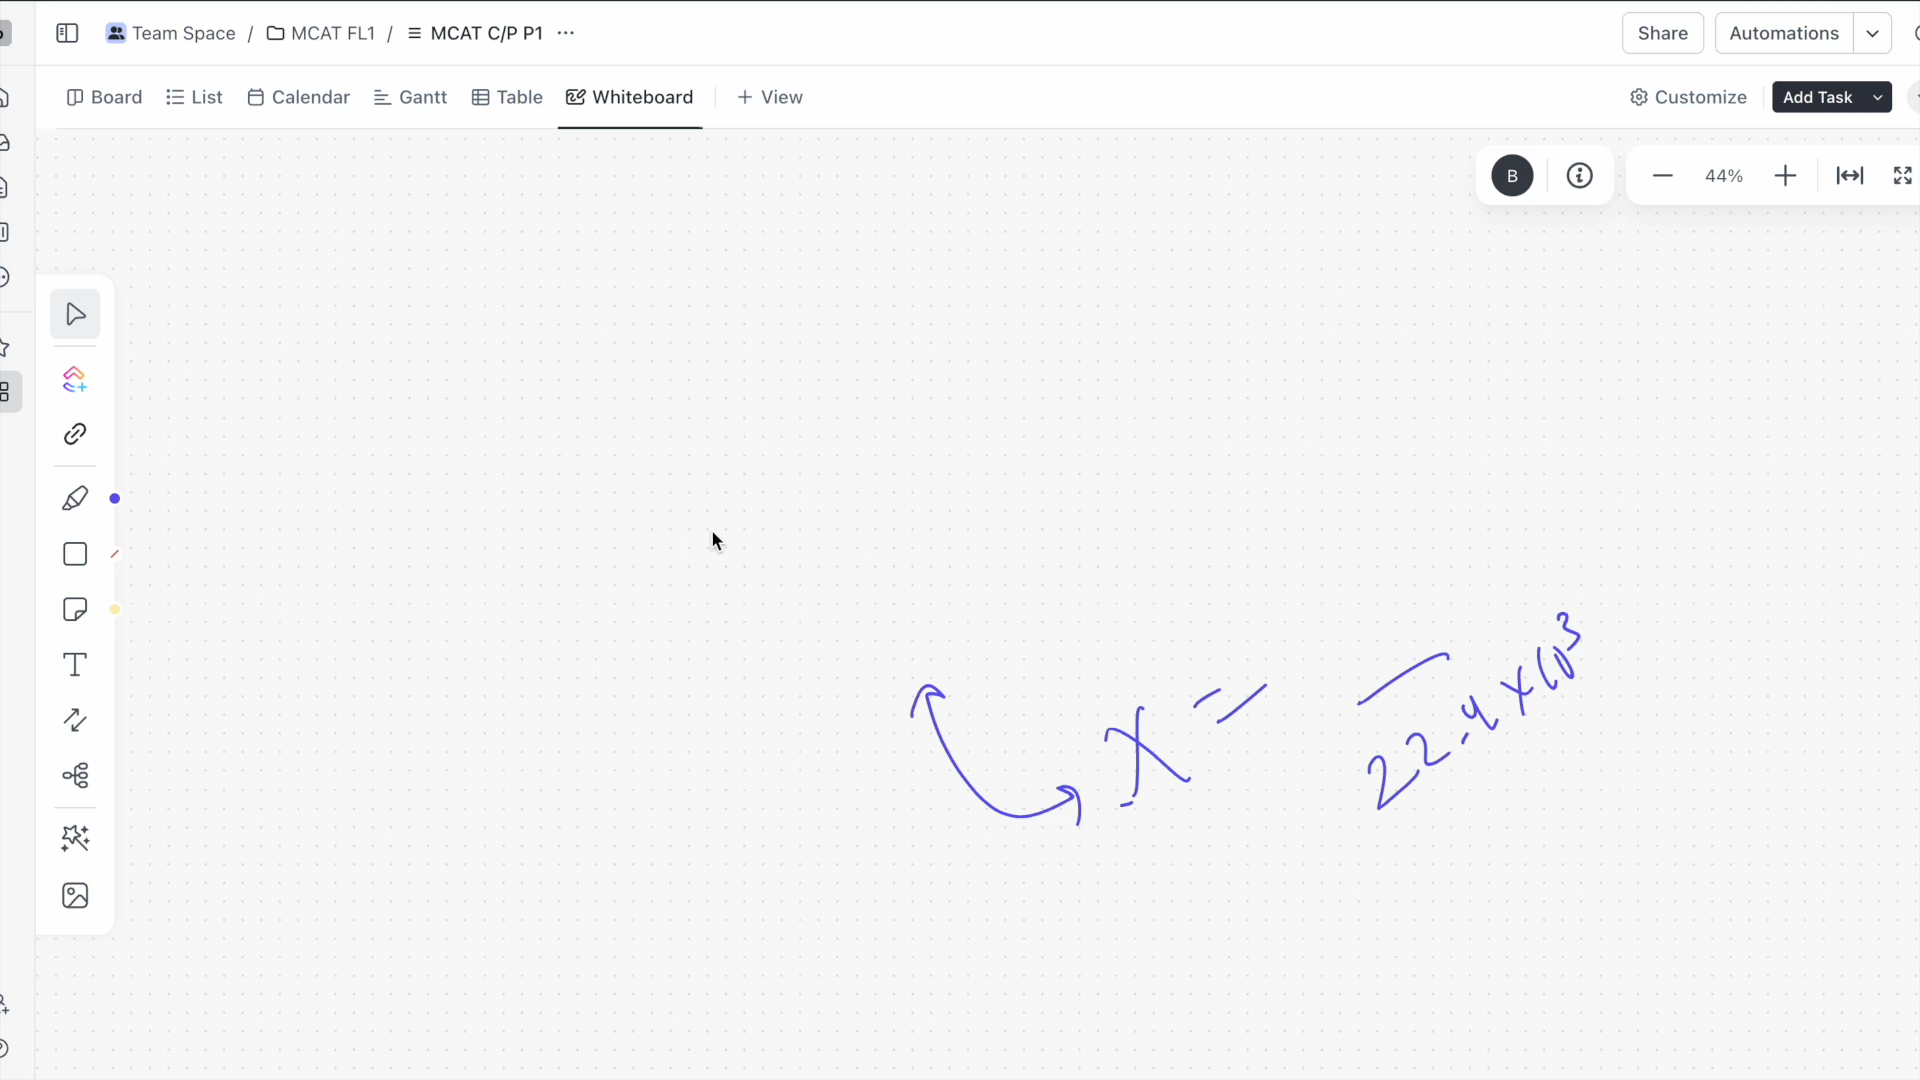 Team Space / MCAT FL1 / MCAT C/P P1 ···
Share
Automations
Board
List
Calendar
Gantt
Table
Whiteboard
+ View
Customize
Add Task
B
44%
T
X =
22.4 x 10³